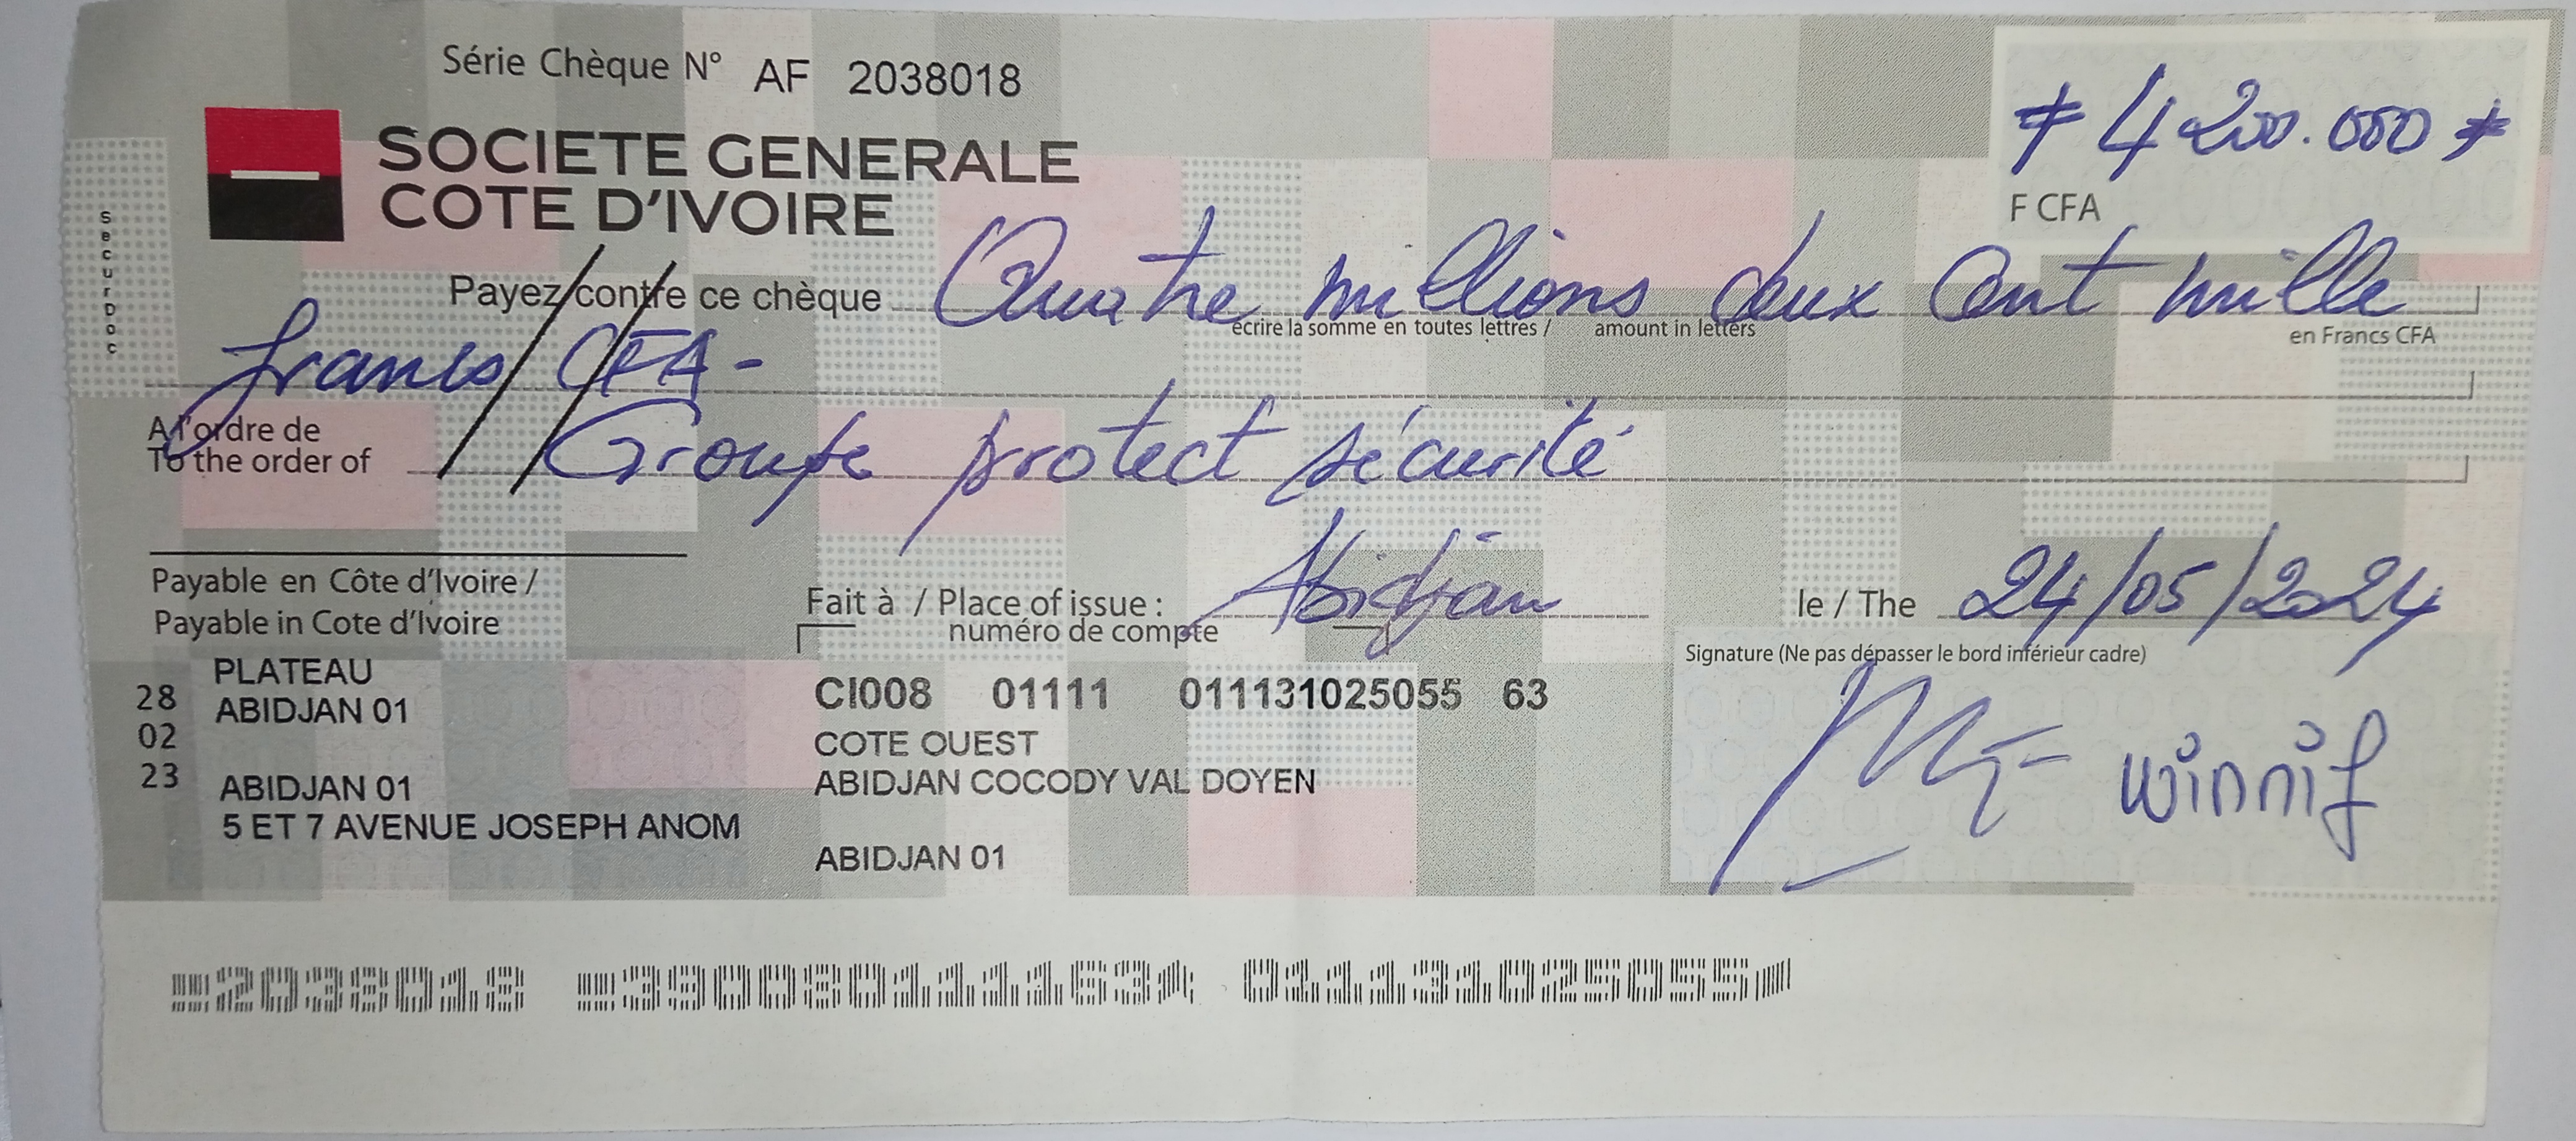 Série Chèque N° AF 2038018
* 4 200.000 *
F CFA
SOCIETE GENERALE
COTE D'IVOIRE
SecurDoc
Payez contre ce chèque Quatre millions deux Cent mille
écrire la somme en toutes lettres / amount in letters
en Francs CFA
francs CFA-
A l'ordre de
To the order of Groupe protect sécurité
Payable en Côte d'Ivoire /
Payable in Cote d'Ivoire
Fait à / Place of issue : Abidjan le / The 24/05/2024
numéro de compte
Signature (Ne pas dépasser le bord inférieur cadre)
PLATEAU
28 ABIDJAN 01
02
23 ABIDJAN 01
5 ET 7 AVENUE JOSEPH ANOM
CI008 01111 011131025055 63
COTE OUEST
ABIDJAN COCODY VAL DOYEN
ABIDJAN 01
2038018 3900801111634 011131025055